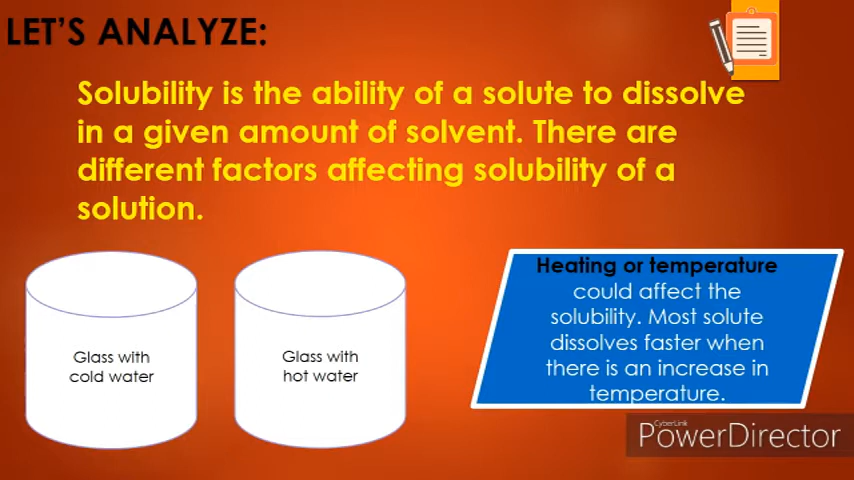 LET'S ANALYZE:
Solubility is the ability of a solute to dissolve
in a given amount of solvent. There are
different factors affecting solubility of a
solution.
Glass with
cold water
Glass with
hot water
Heating or temperature
could affect the
solubility. Most solute
dissolves faster when
there is an increase in
temperature.
CyberLink
PowerDirector